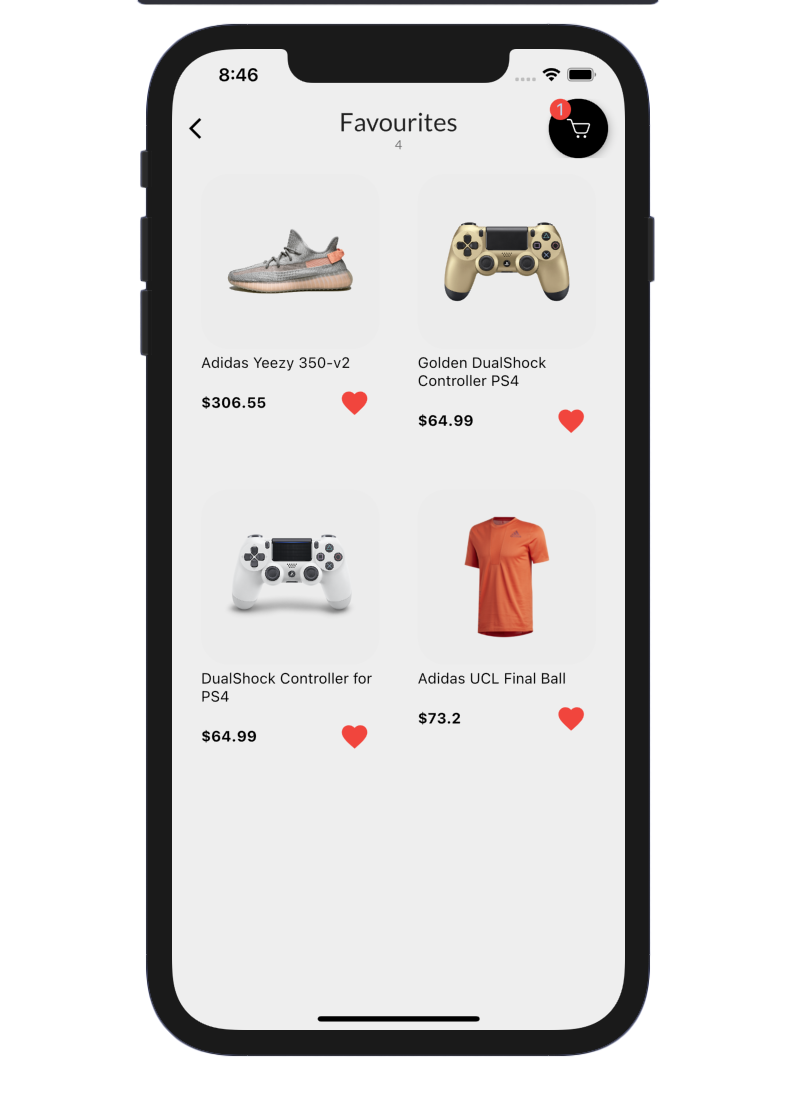 8:46
Favourites
4
1
Adidas Yeezy 350-v2
Golden DualShock
Controller PS4
$306.55
$64.99
DualShock Controller for
PS4
Adidas UCL Final Ball
$64.99
$73.2